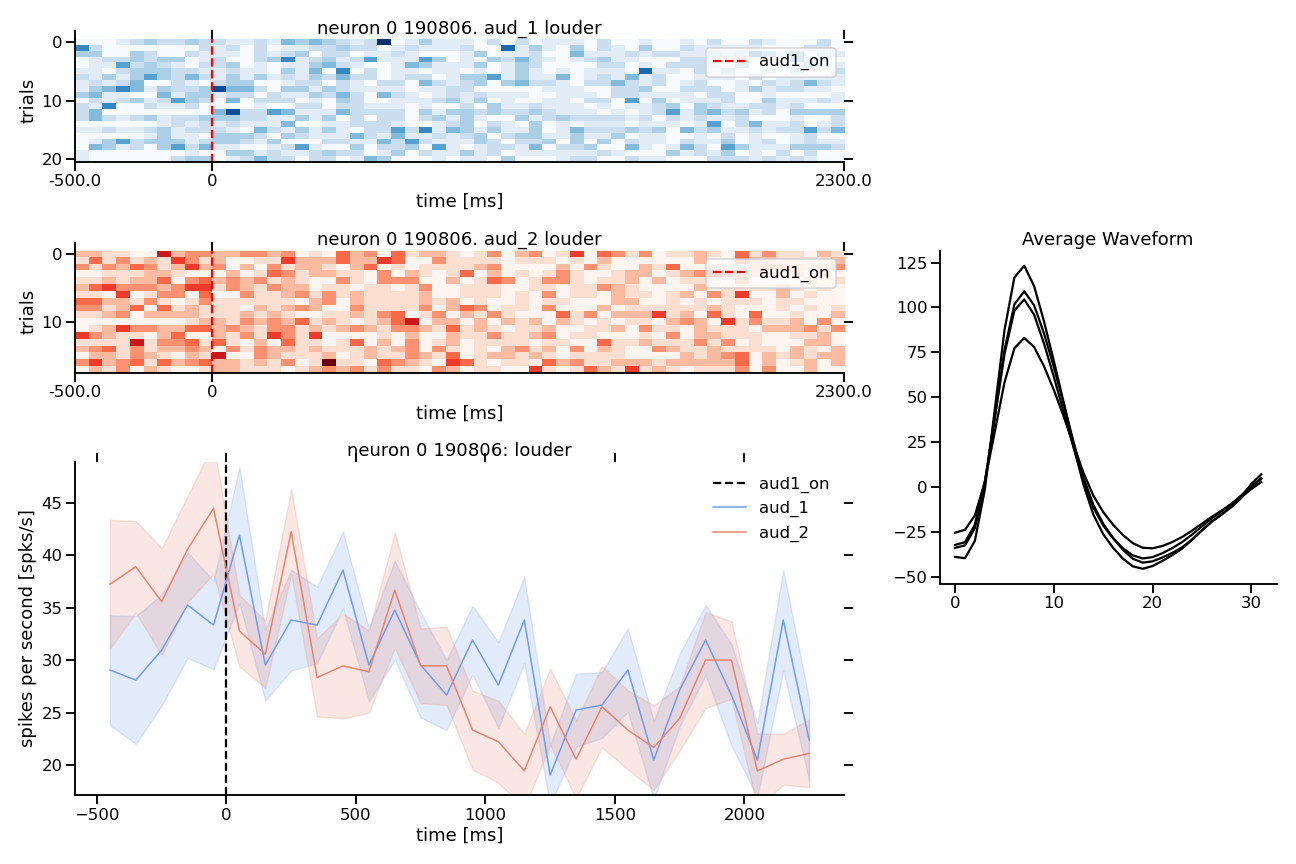 neuron 0 190806. aud_1 louder
trials
0
10
20
aud1_on
-500.0 0 2300.0
time [ms]
neuron 0 190806. aud_2 louder
trials
0
10
aud1_on
-500.0 0 2300.0
time [ms]
neuron 0 190806: louder
spikes per second [spks/s]
45
40
35
30
25
20
aud1_on
aud_1
aud_2
−500 0 500 1000 1500 2000
time [ms]
Average Waveform
125
100
75
50
25
0
−25
−50
0 10 20 30